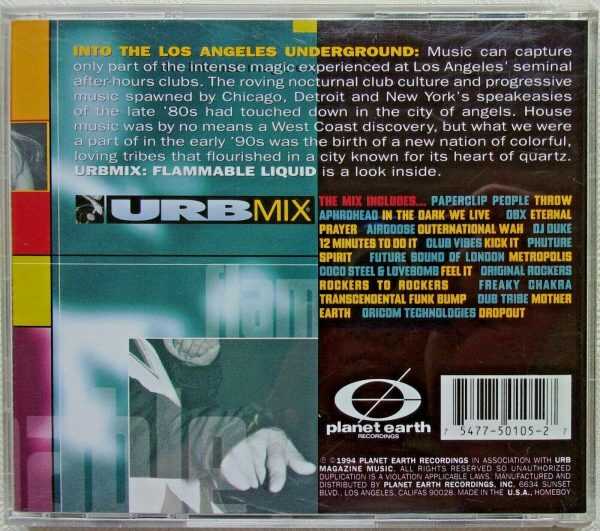 INTO THE LOS ANGELES UNDERGROUND: Music can capture
only part of the intense magic experienced at Los Angeles' seminal
after-hours clubs. The roving nocturnal club culture and progressive
music spawned by Chicago, Detroit and New York's speakeasies
of the late '80s had touched down in the city of angels. House
music was by no means a West Coast discovery, but what we were
a part of in the early '90s was the birth of a new nation of colorful,
loving tribes that flourished in a city known for its heart of quartz.
URBMIX: FLAMMABLE LIQUID is a look inside.
URBMIX
THE MIX INCLUDES... PAPERCLIP PEOPLE THROW
APHROHEAD IN THE DARK WE LIVE OBX ETERNAL
PRAYER AIRGOOSE OUTERNATIONAL WAH DJ DUKE
12 MINUTES TO DO IT CLUB VIBES KICK IT PHUTURE
SPIRIT FUTURE SOUND OF LONDON METROPOLIS
COCO STEEL & LOVEBOMB FEEL IT ORIGINAL ROCKERS
ROCKERS TO ROCKERS FREAKY CHAKRA
TRANSCENDENTAL FUNK BUMP DUB TRIBE MOTHER
EARTH ORICOM TECHNOLOGIES DROPOUT
flam
planet earth
RECORDINGS
7 5477-50105-2 7
℗ ©1994 PLANET EARTH RECORDINGS IN ASSOCIATION WITH URB
MAGAZINE MUSIC. ALL RIGHTS RESERVED SO UNAUTHORIZED
DUPLICATION IS A VIOLATION APPLICABLE LAWS. MANUFACTURED AND
DISTRIBUTED BY PLANET EARTH RECORDINGS, INC. 6634 SUNSET
BLVD., LOS ANGELES, CALIFAS 90028. MADE IN THE U.S.A., HOMEBOY